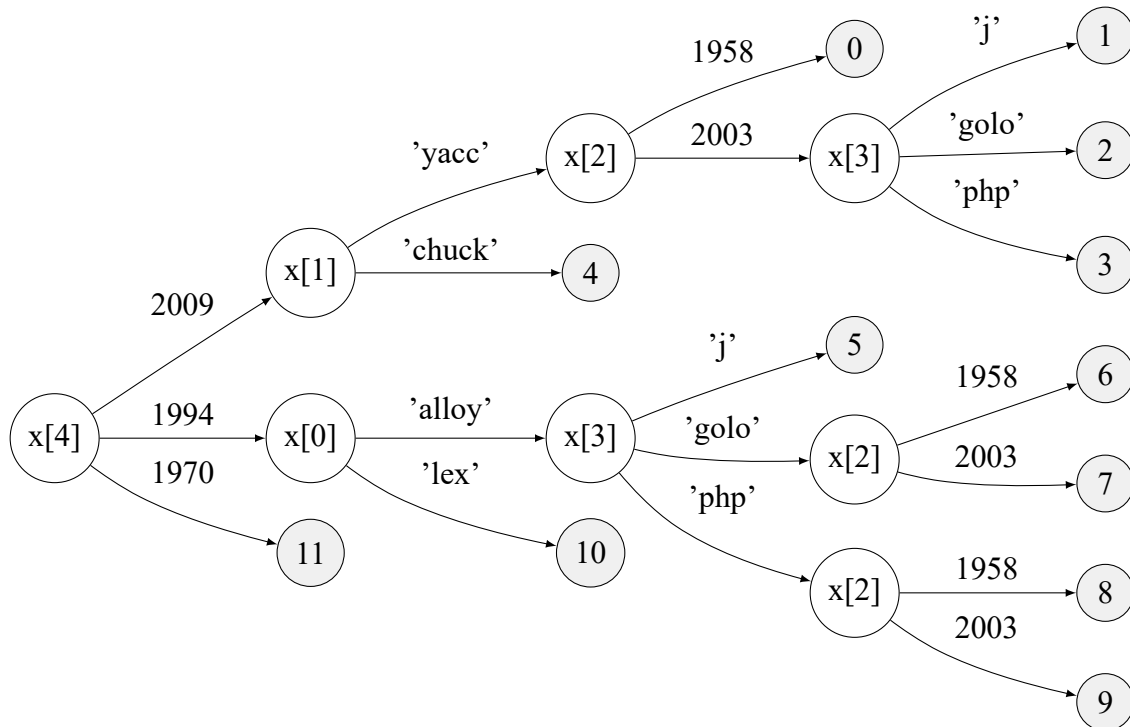 ’j’
1
1958
0
2003
’golo’
x[2]
x[3]
2
’yacc’
’php’
’chuck’
x[1]
4
3
2009
’j’
5
1958
6
1994
’alloy’
’golo’
x[4]
x[0]
x[3]
x[2]
2003
1970
’lex’
7
’php’
11
10
1958
x[2]
8
2003
9